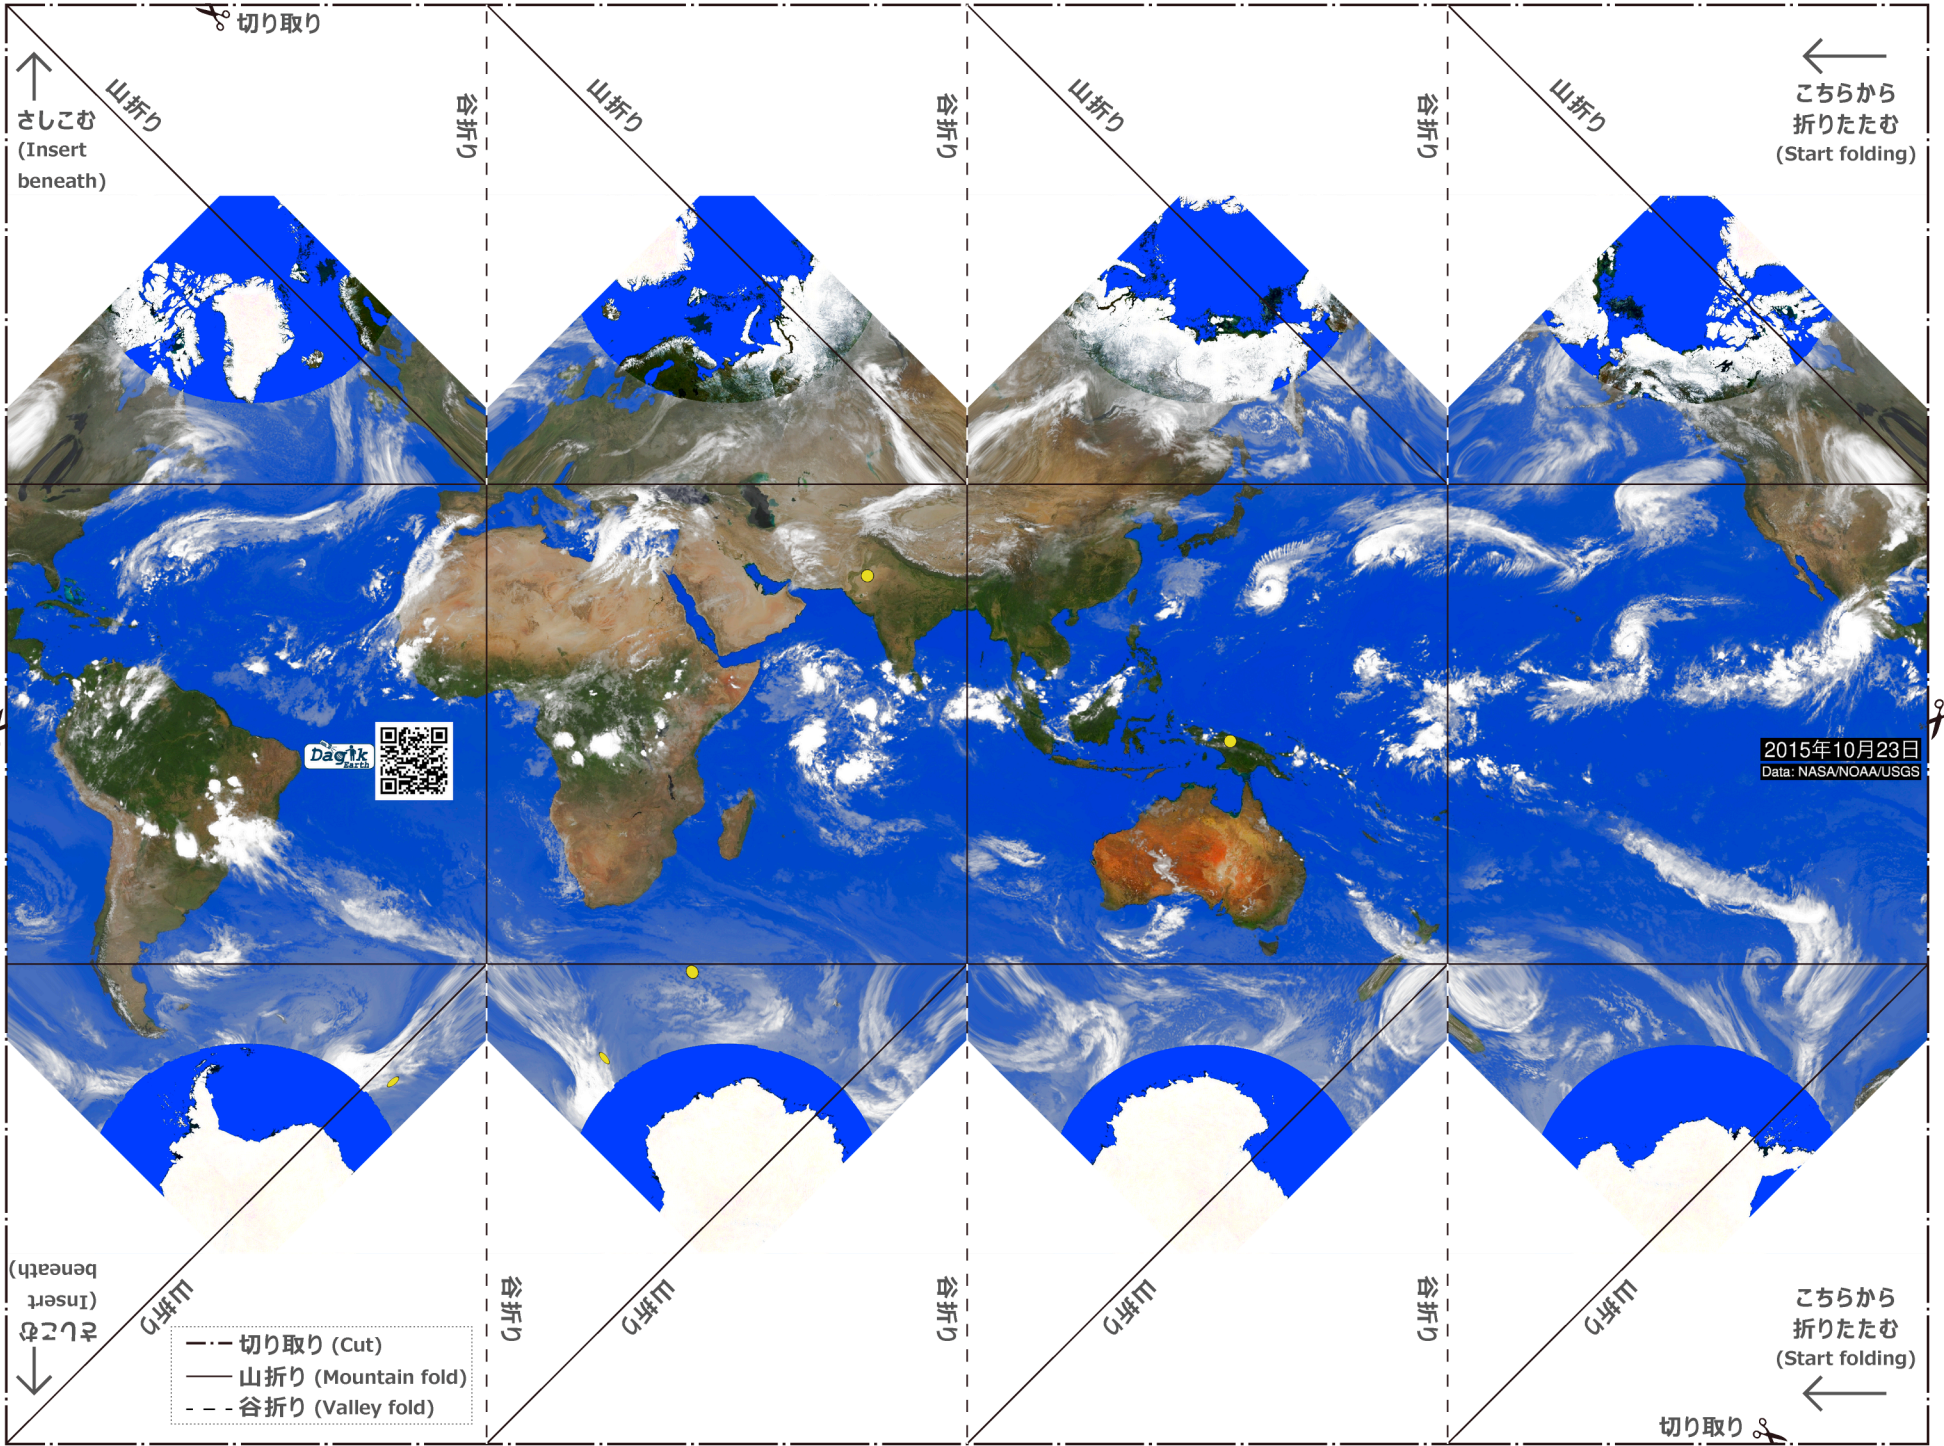 切り取り
さしこむ
(Insert
beneath)
山折り
谷折り
山折り
谷折り
山折り
谷折り
山折り
こちらから
折りたたむ
(Start folding)
Dagik
Earth
2015年10月23日
Data: NASA/NOAA/USGS
さしこむ
(Insert
beneath)
山折り
谷折り
山折り
谷折り
山折り
谷折り
山折り
切り取り (Cut)
山折り (Mountain fold)
谷折り (Valley fold)
こちらから
折りたたむ
(Start folding)
切り取り